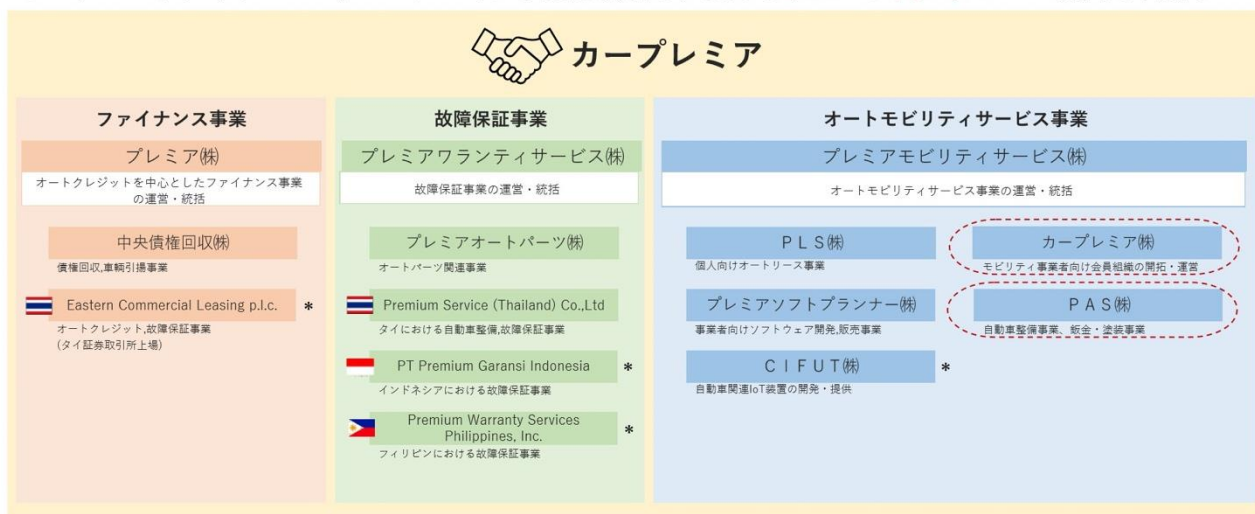 カープレミア
ファイナンス事業
プレミア㈱
オートクレジットを中心としたファイナンス事業
の運営・統括
中央債権回収㈱
債権回収,車輌引揚事業
Eastern Commercial Leasing p.l.c. *
オートクレジット,故障保証事業
(タイ証券取引所上場)
故障保証事業
プレミアワランティサービス㈱
故障保証事業の運営・統括
プレミアオートパーツ㈱
オートパーツ関連事業
Premium Service (Thailand) Co.,Ltd
タイにおける自動車整備,故障保証事業
PT Premium Garansi Indonesia *
インドネシアにおける故障保証事業
Premium Warranty Services
Philippines, Inc. *
フィリピンにおける故障保証事業
オートモビリティサービス事業
プレミアモビリティサービス㈱
オートモビリティサービス事業の運営・統括
ＰＬＳ㈱
個人向けオートリース事業
プレミアソフトプランナー㈱
事業者向けソフトウェア開発,販売事業
ＣＩＦＵＴ㈱ *
自動車関連IoT装置の開発・提供
カープレミア㈱
モビリティ事業者向け会員組織の開拓・運営
ＰＡＳ㈱
自動車整備事業、鈑金・塗装事業